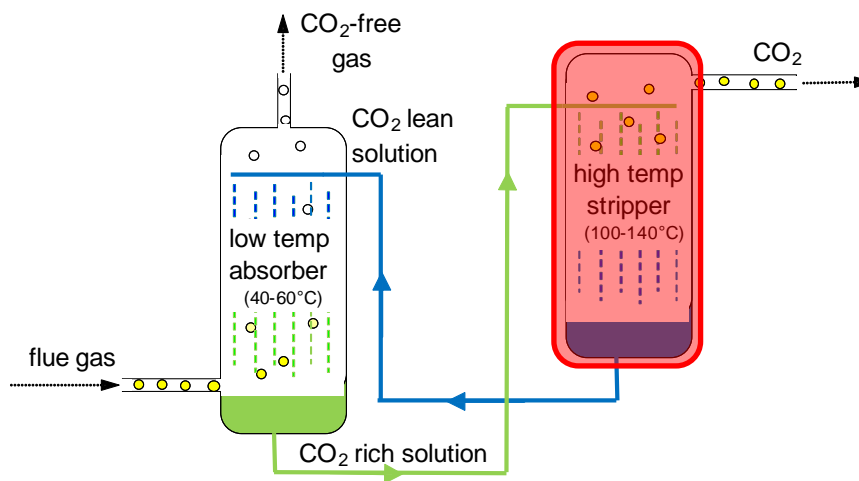 CO₂-free
gas
CO₂
CO₂ lean
solution
high temp
stripper
(100-140°C)
low temp
absorber
(40-60°C)
flue gas
CO₂ rich solution